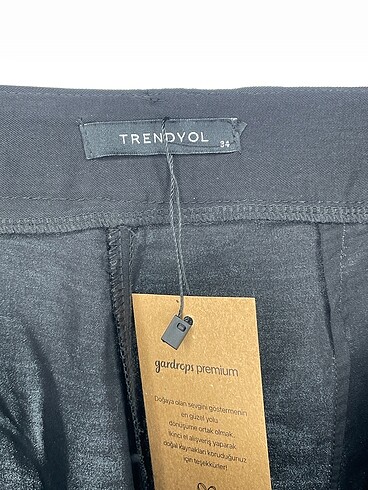 TRENDYOL
34
gardrops premium
Doğaya olan sevgini göstermenin
en güzel yolu
dönüşüme ortak olmak..
İkinci el alışveriş yaparak
doğal kaynakları koruduğunuz
için teşekkürler!